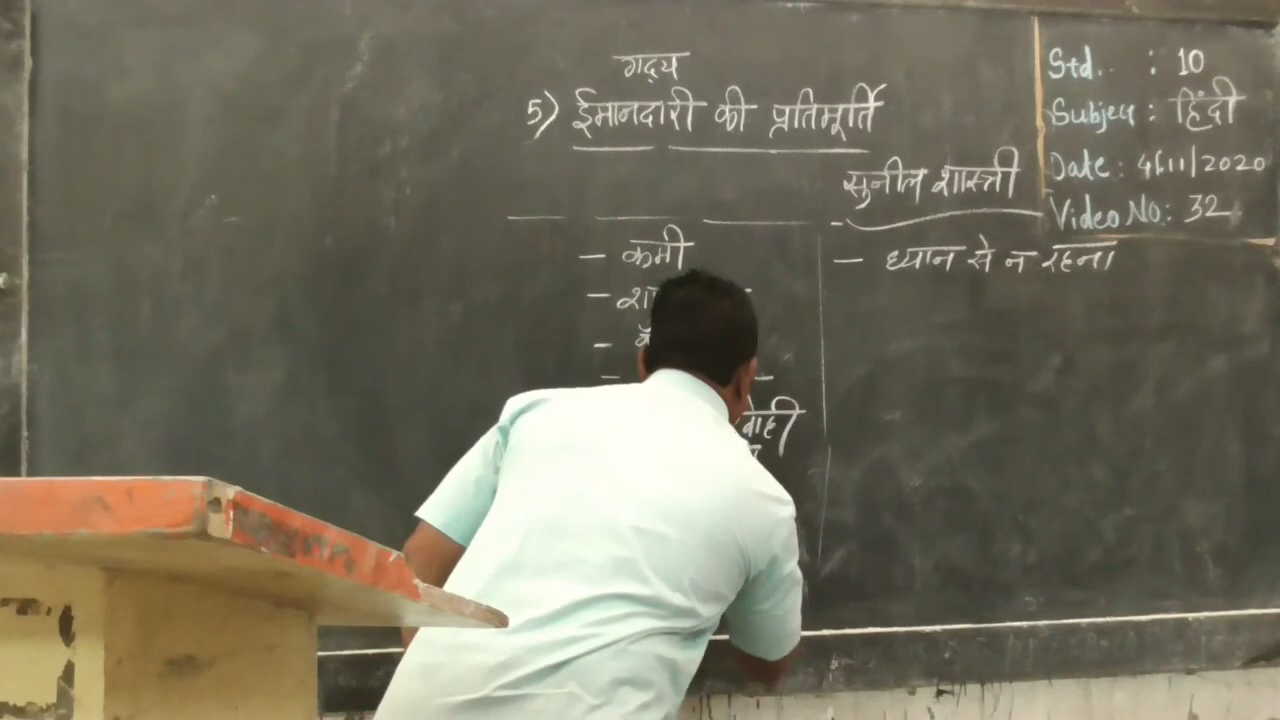 गद्य
5) ईमानदारी की प्रतिमूर्ति
सुनील शास्त्री
Std. : 10
Subject : हिंदी
Date : 4/11/2020
Video No: 32
– कमी
– ध्यान से न रहना